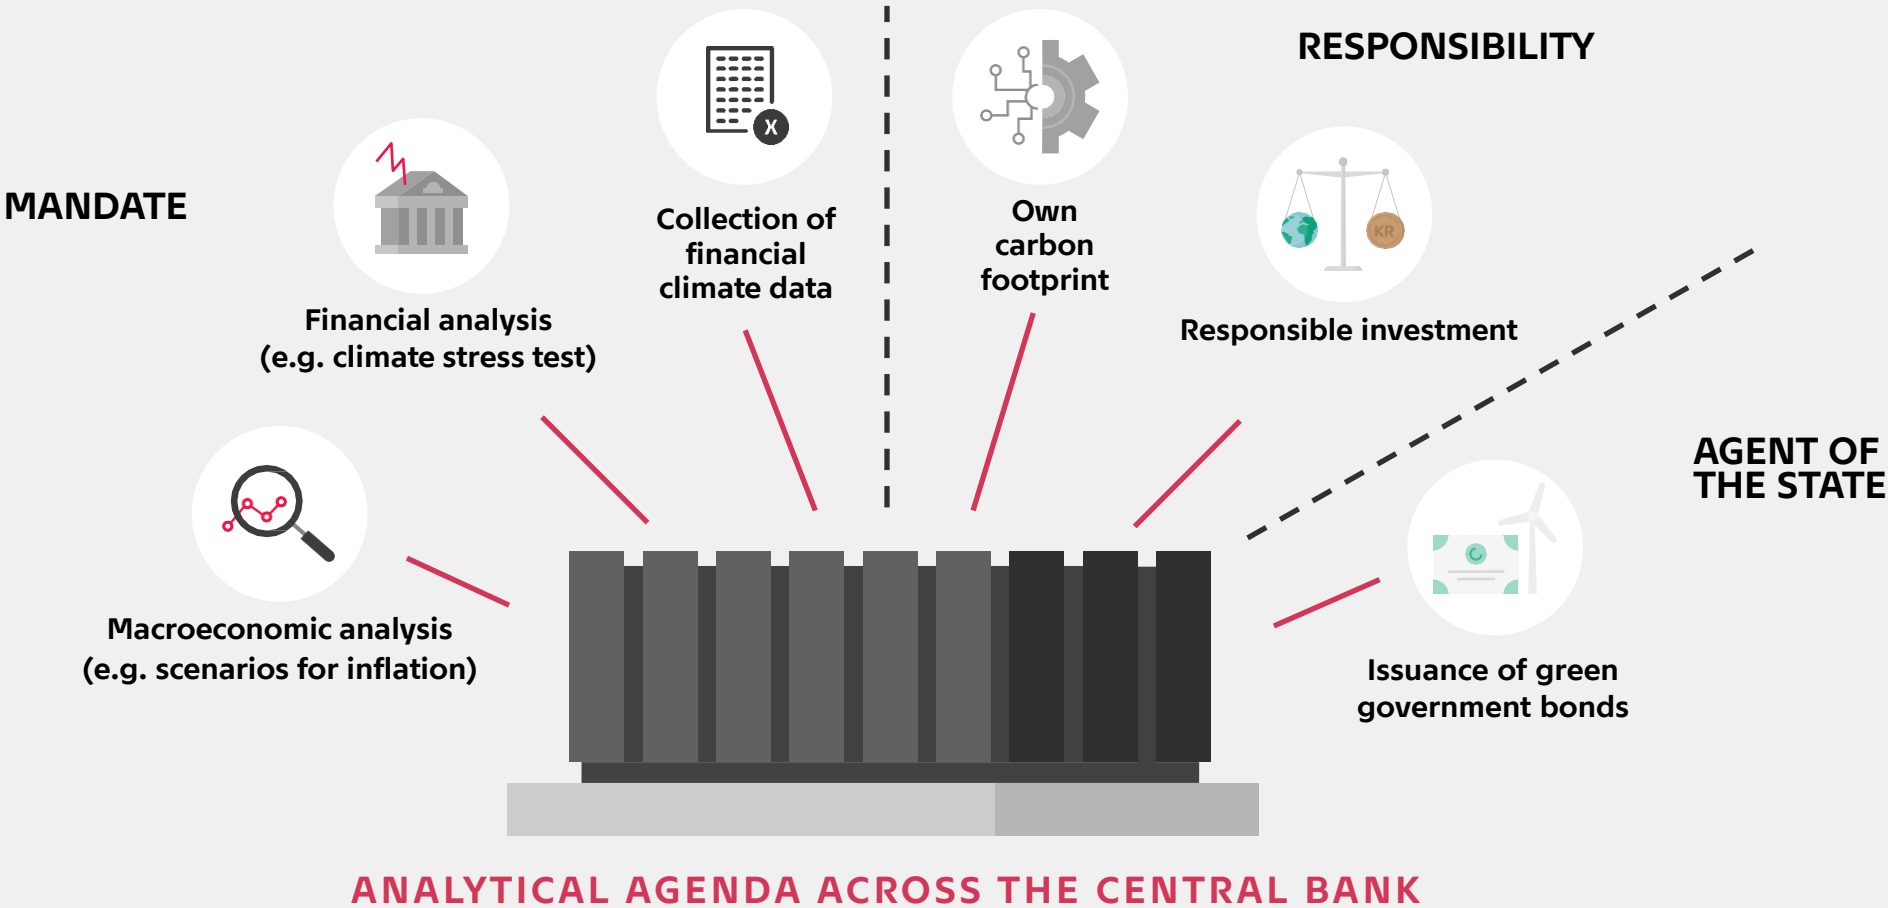 MANDATE
Macroeconomic analysis
(e.g. scenarios for inflation)
Financial analysis
(e.g. climate stress test)
X
Collection of
financial
climate data
RESPONSIBILITY
Own
carbon
footprint
KR
Responsible investment
AGENT OF
THE STATE
Issuance of green
government bonds
ANALYTICAL AGENDA ACROSS THE CENTRAL BANK